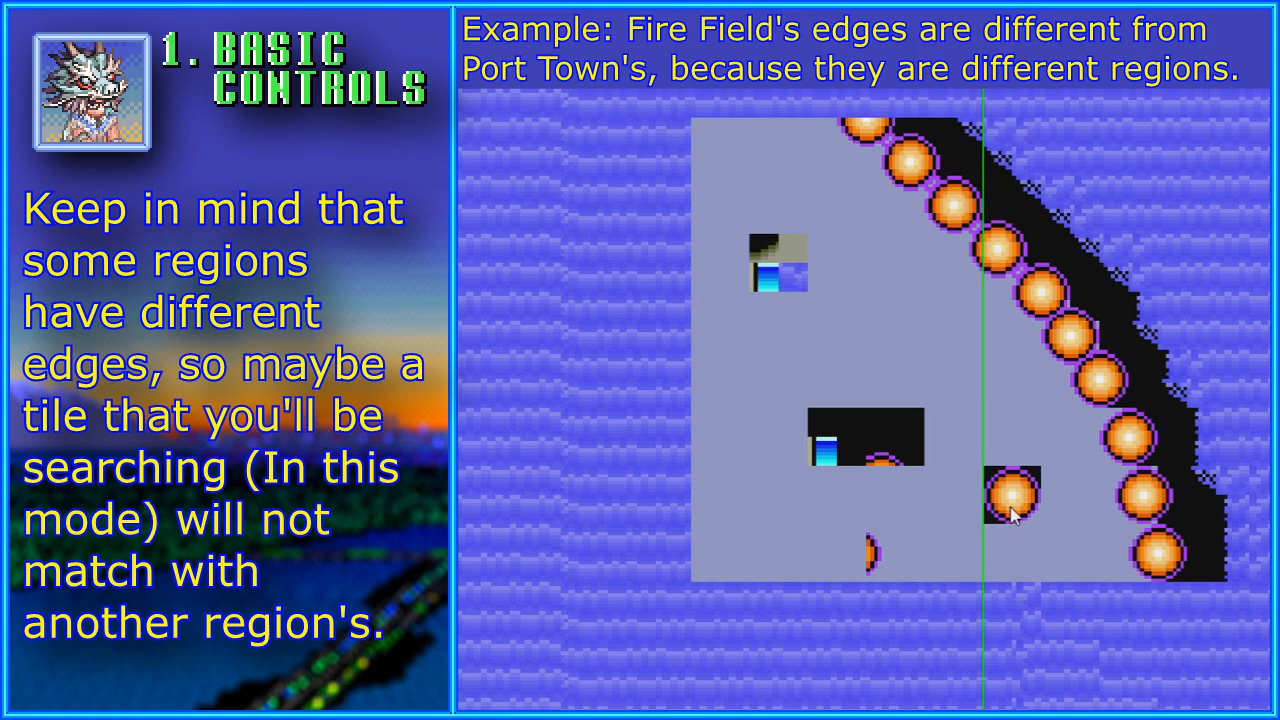 1. BASIC
CONTROLS
Keep in mind that
some regions
have different
edges, so maybe a
tile that you'll be
searching (In this
mode) will not
match with
another region's.
Example: Fire Field's edges are different from
Port Town's, because they are different regions.